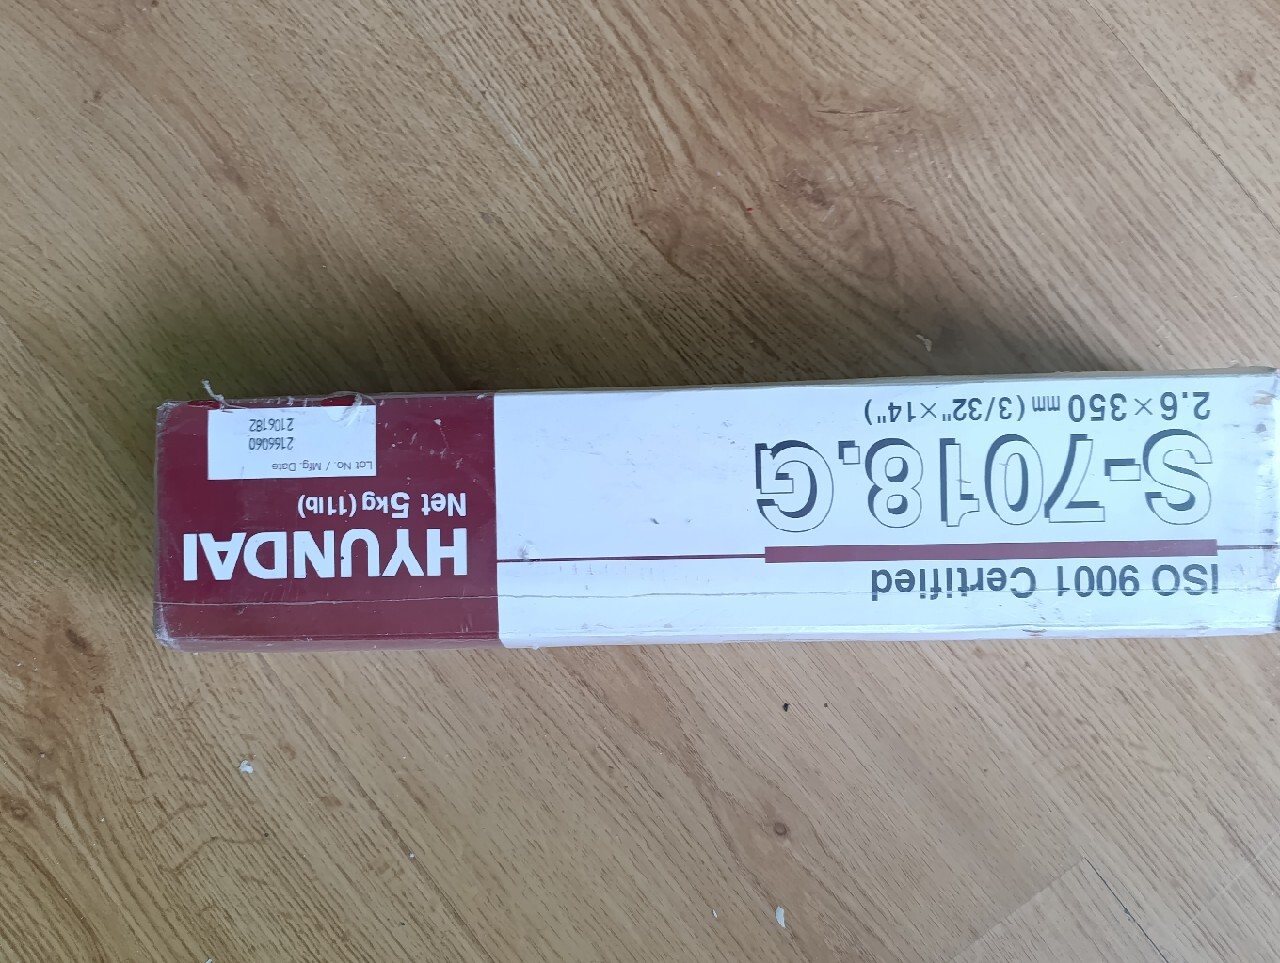 ISO 9001 Certified
S-7018.G
2.6×350 mm (3/32"×14")
HYUNDAI
Net 5kg (11lb)
Lot No. / Mfg. Date
2166060
2106182